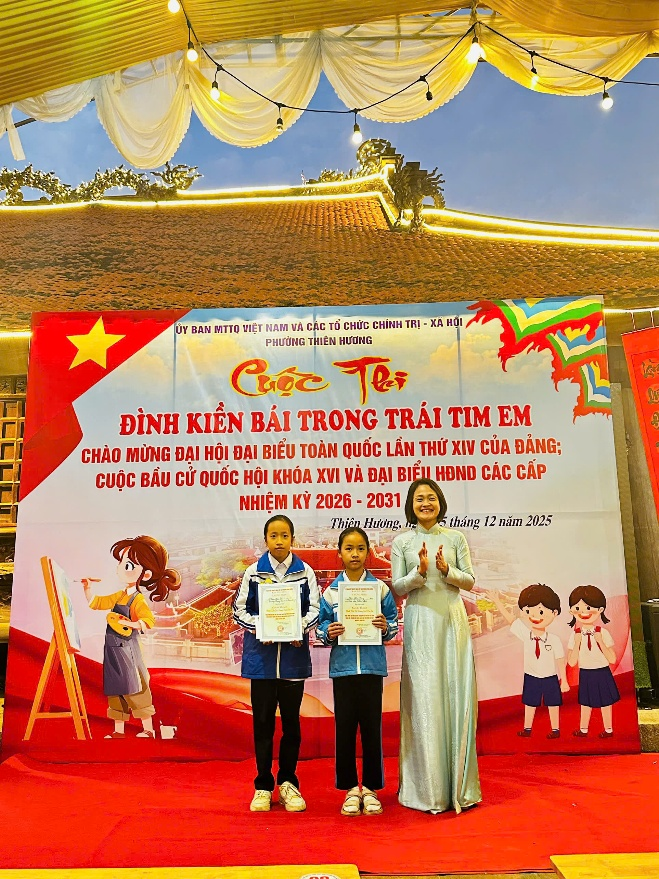 ỦY BAN MTTQ VIỆT NAM VÀ CÁC TỔ CHỨC CHÍNH TRỊ - XÃ HỘI
PHƯỜNG THIÊN HƯƠNG
Cuộc Thi
ĐÌNH KIỀN BÁI TRONG TRÁI TIM EM
CHÀO MỪNG ĐẠI HỘI ĐẠI BIỂU TOÀN QUỐC LẦN THỨ XIV CỦA ĐẢNG;
CUỘC BẦU CỬ QUỐC HỘI KHÓA XVI VÀ ĐẠI BIỂU HĐND CÁC CẤP
NHIỆM KỲ 2026 - 2031
Thiên Hương, 5 tháng 12 năm 2025